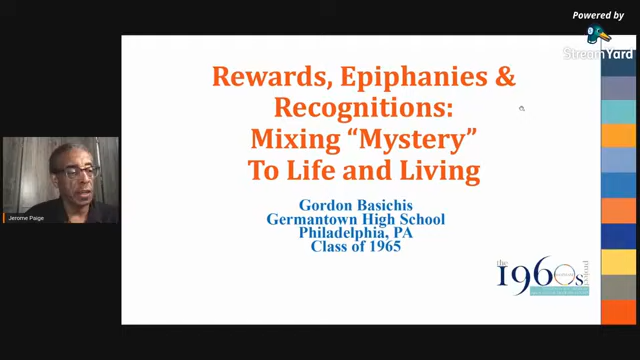 Powered by
StreamYard
Rewards, Epiphanies &
Recognitions:
Mixing “Mystery”
To Life and Living
Gordon Basichis
Germantown High School
Philadelphia, PA
Class of 1965
Jerome Paige
the
1960s
project